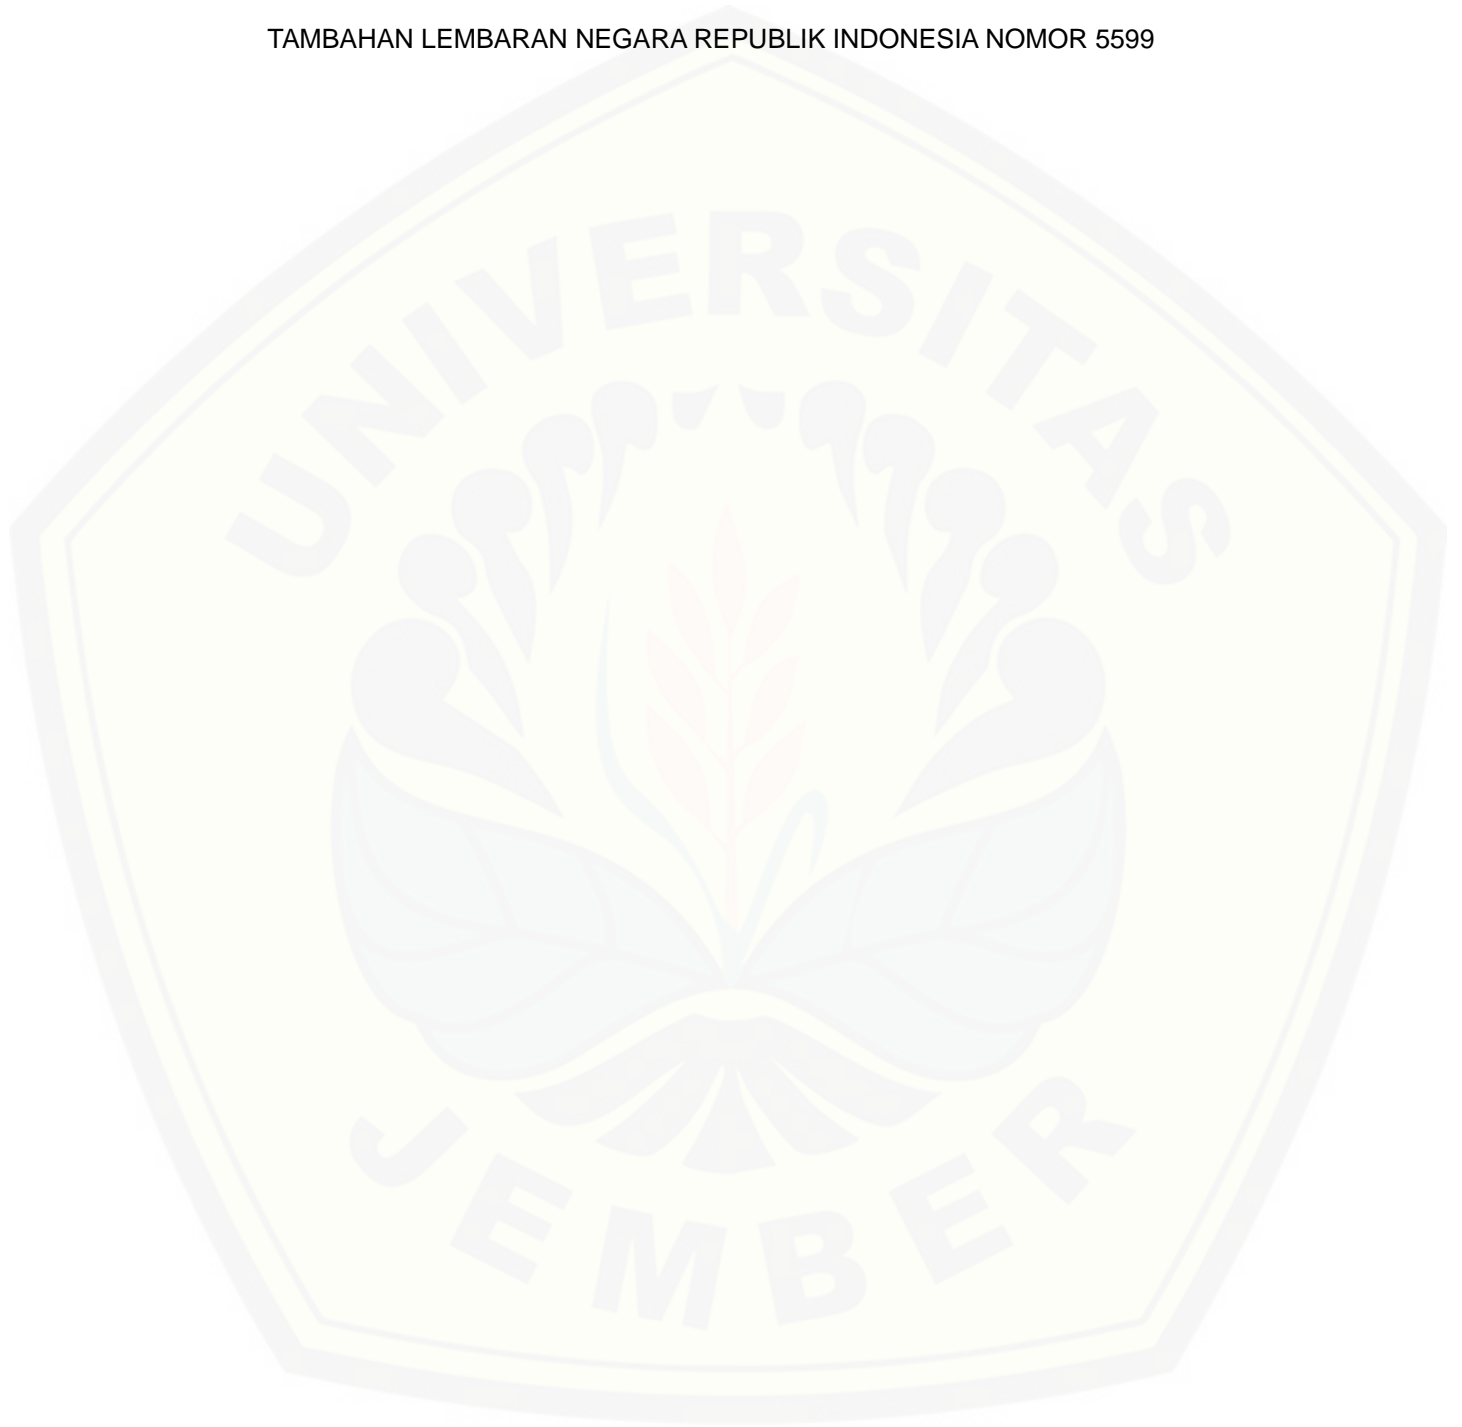 TAMBAHAN LEMBARAN NEGARA REPUBLIK INDONESIA NOMOR 5599
UNIVERSITAS
JEMBER